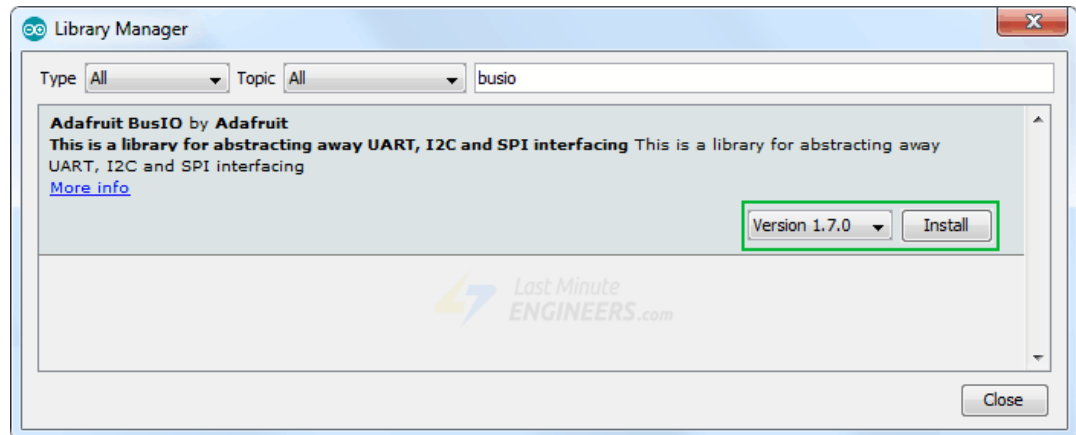 Library Manager
Type All Topic All busio
Adafruit BusIO by Adafruit
This is a library for abstracting away UART, I2C and SPI interfacing This is a library for abstracting away
UART, I2C and SPI interfacing
More info
Version 1.7.0 Install
Last Minute
ENGINEERS.com
Close